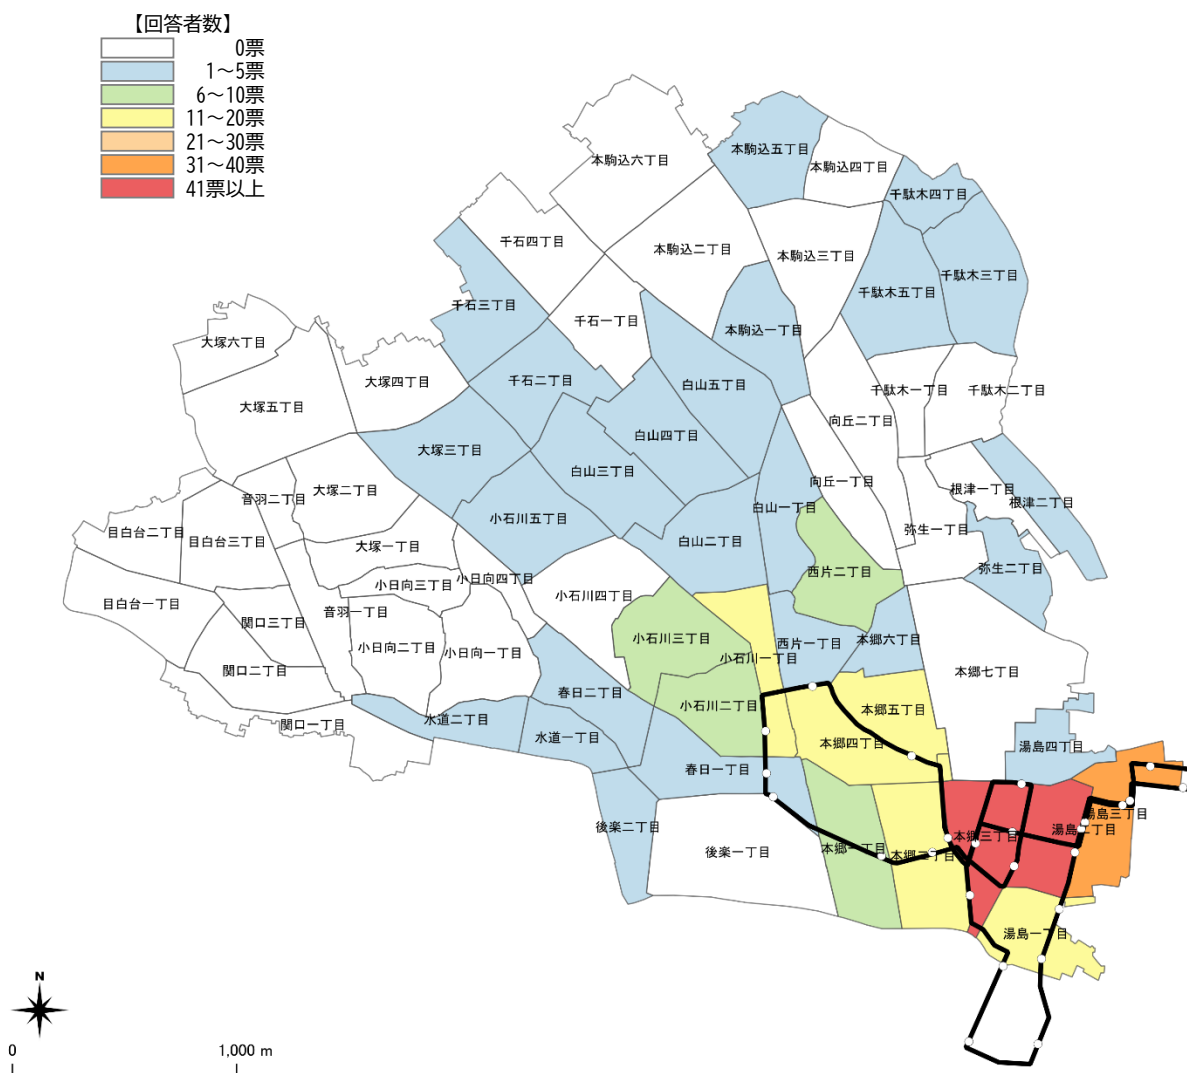 【回答者数】
0票
1～5票
6～10票
11～20票
21～30票
31～40票
41票以上
本駒込六丁目
本駒込五丁目
本駒込四丁目
千駄木四丁目
千石四丁目
本駒込二丁目
本駒込三丁目
千駄木三丁目
千駄木五丁目
千石三丁目
千石一丁目
本駒込一丁目
大塚六丁目
大塚四丁目
千石二丁目
白山五丁目
千駄木一丁目
千駄木二丁目
大塚五丁目
向丘二丁目
白山四丁目
大塚三丁目
白山三丁目
向丘一丁目
根津一丁目
大塚二丁目
音羽二丁目
根津二丁目
白山一丁目
小石川五丁目
弥生一丁目
目白台二丁目
目白台三丁目
大塚一丁目
白山二丁目
弥生二丁目
西片二丁目
小日向三丁目
小日向四丁目
小石川四丁目
目白台一丁目
音羽一丁目
関口三丁目
小石川三丁目
西片一丁目
本郷六丁目
小日向二丁目
小日向一丁目
小石川一丁目
関口二丁目
本郷七丁目
春日二丁目
小石川二丁目
本郷五丁目
関口一丁目
水道二丁目
水道一丁目
本郷四丁目
湯島四丁目
春日一丁目
湯島三丁目
後楽二丁目
湯島二丁目
本郷三丁目
後楽一丁目
本郷一丁目
本郷二丁目
湯島一丁目
N
0
1,000 m